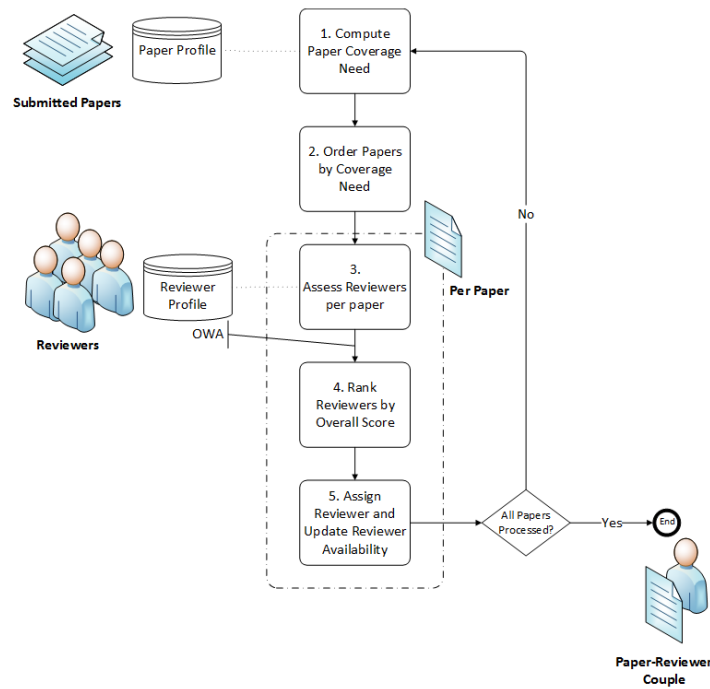 Paper Profile
Submitted Papers
1. Compute
Paper Coverage
Need
2. Order Papers
by Coverage
Need
No
Per Paper
3.
Assess Reviewers
per paper
Reviewer
Profile
Reviewers
OWA
4. Rank
Reviewers by
Overall Score
5. Assign
Reviewer and
Update Reviewer
Availability
All Papers
Processed?
Yes
End
Paper-Reviewer
Couple